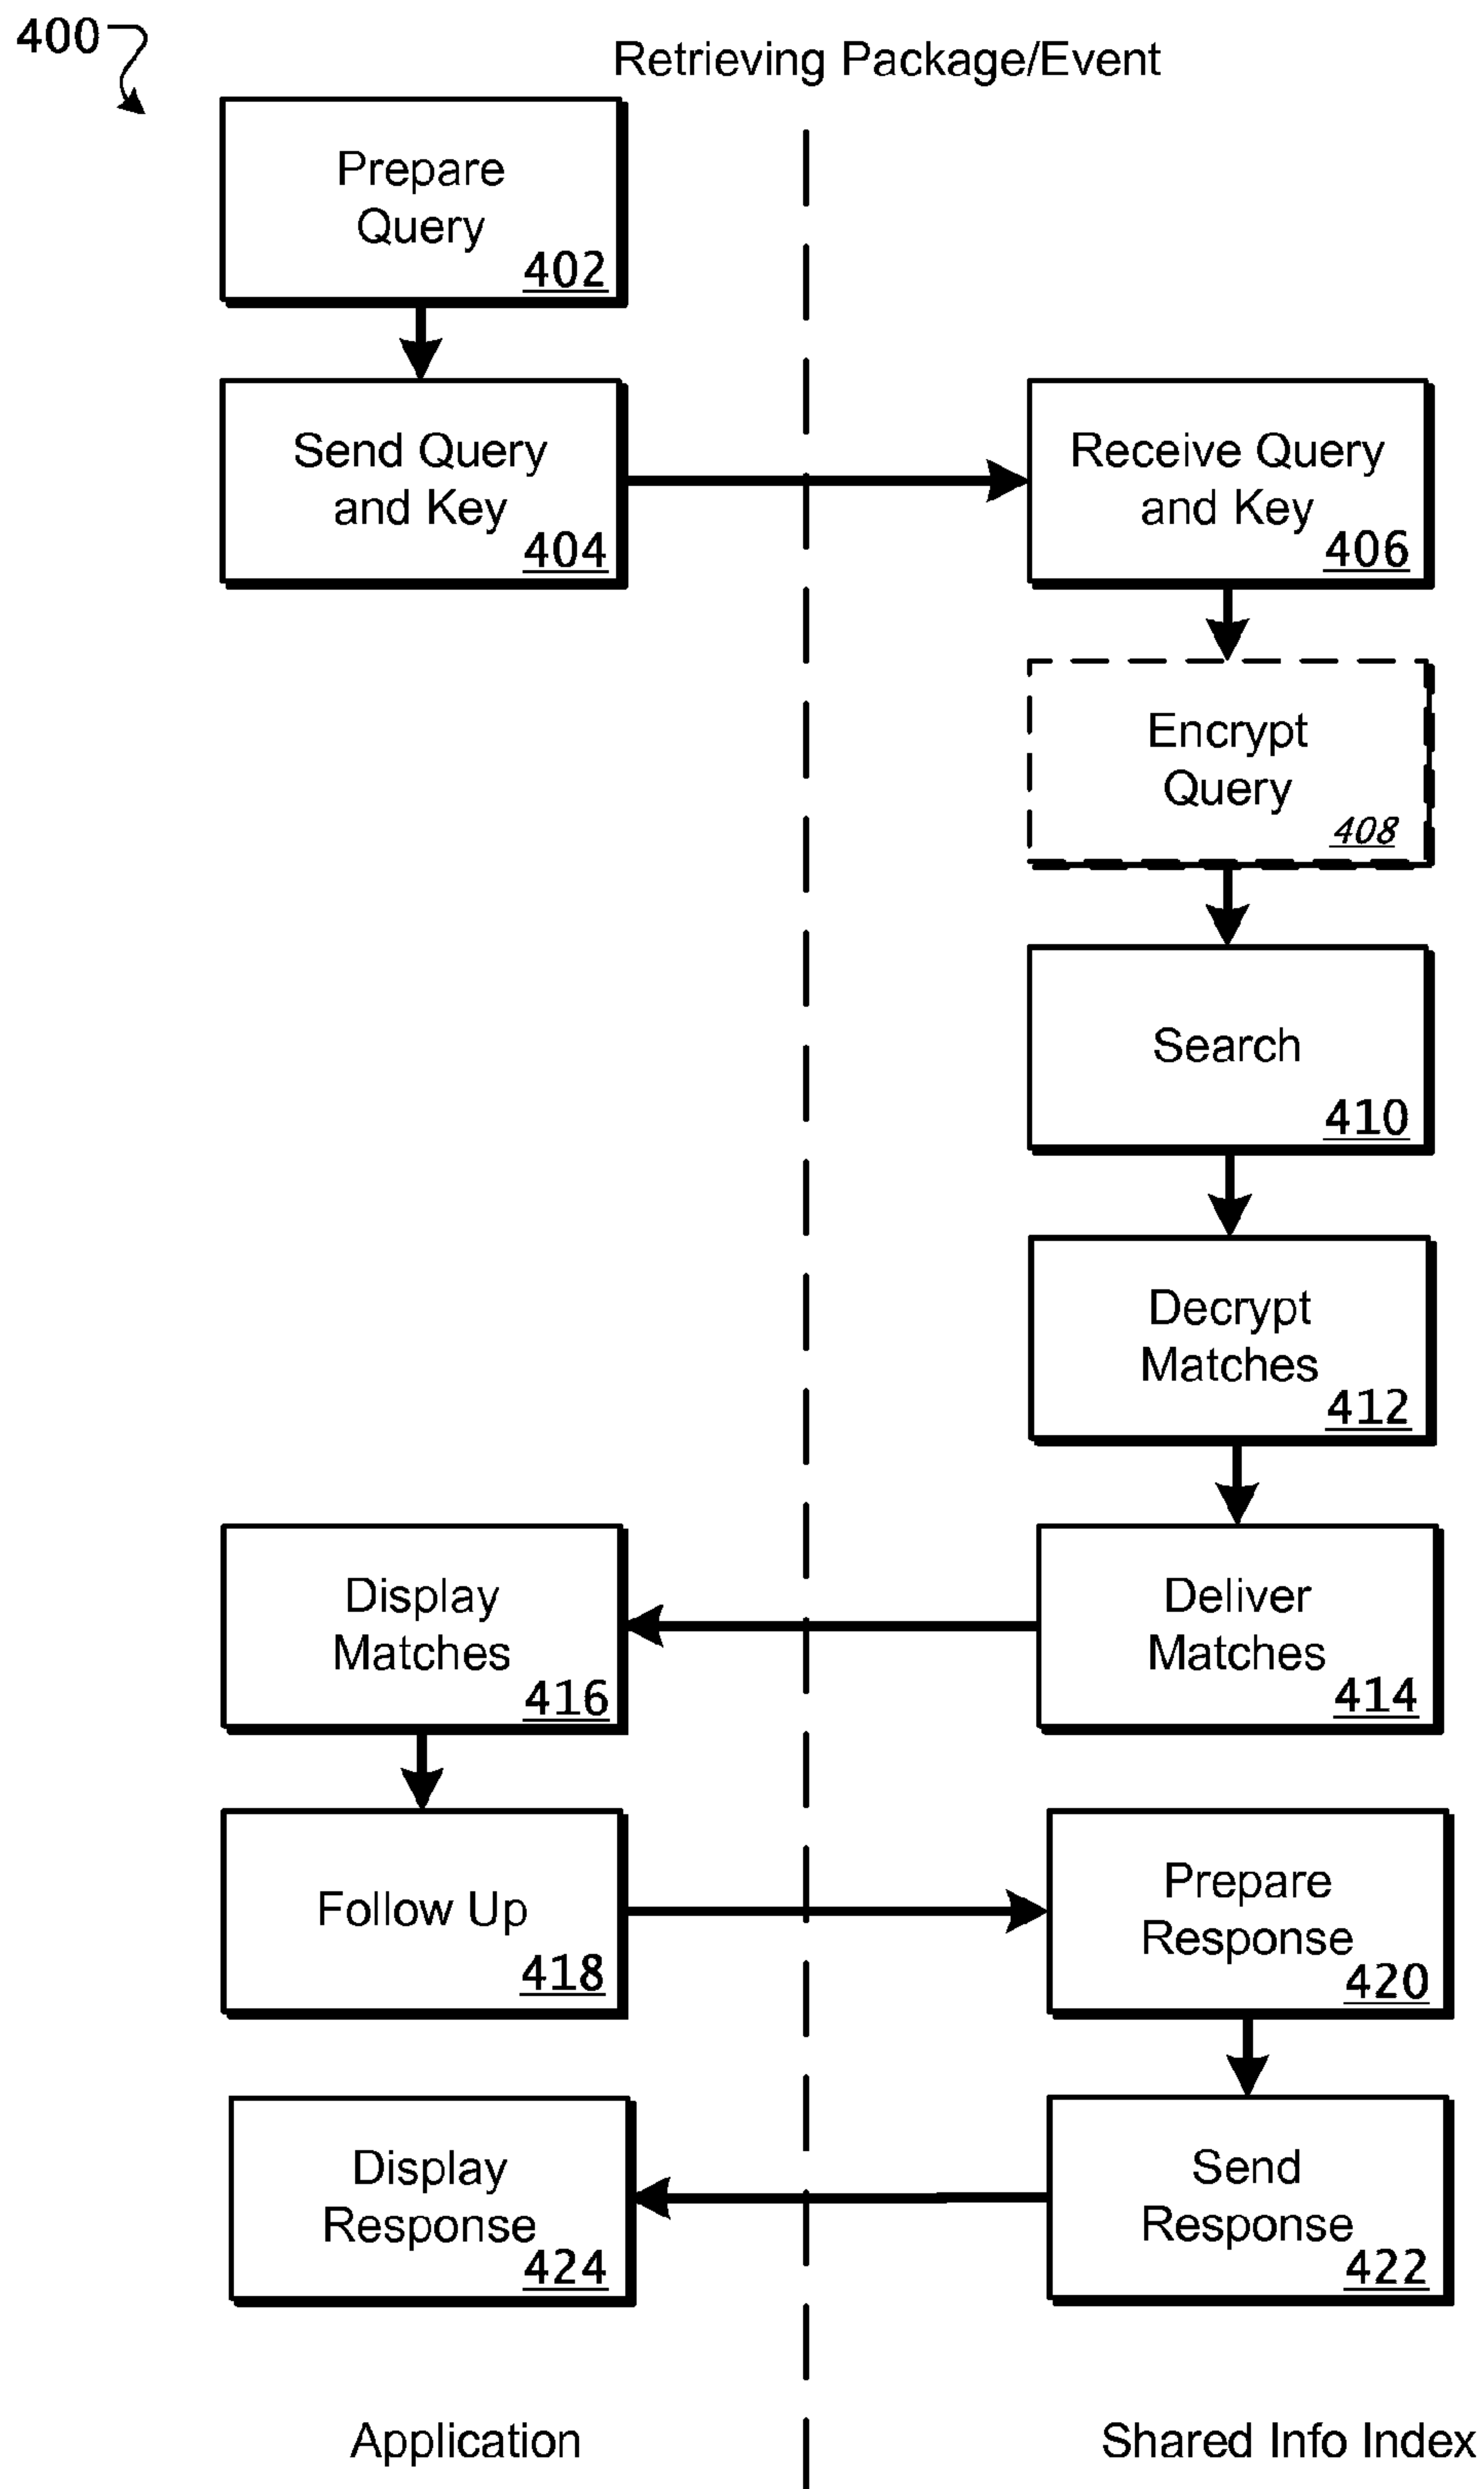 400
Retrieving Package/Event
Prepare
Query
402
Send Query
and Key
404
Receive Query
and Key
406
Encrypt
Query
408
Search
410
Decrypt
Matches
412
Deliver
Matches
414
Display
Matches
416
Follow Up
418
Prepare
Response
420
Send
Response
422
Display
Response
424
Application
Shared Info Index